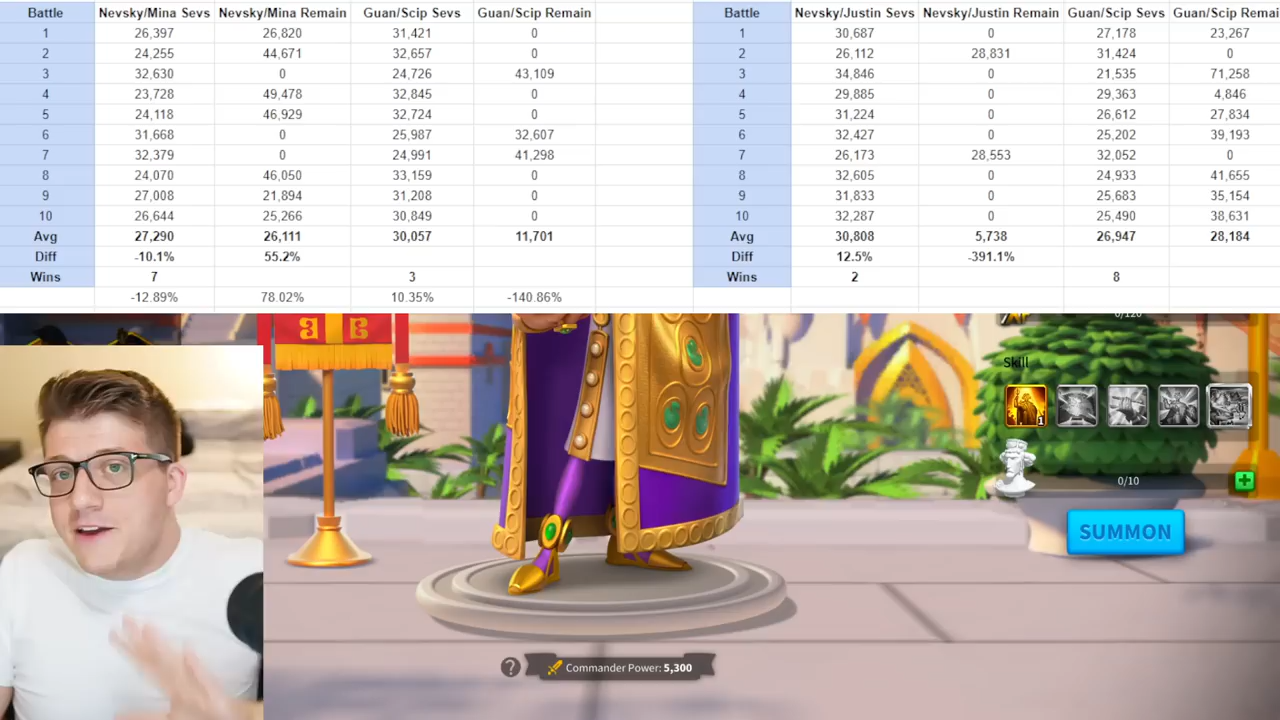 Battle Nevsky/Mina Sevs Nevsky/Mina Remain Guan/Scip Sevs Guan/Scip Remain
1 26,397 26,820 31,421 0
2 24,255 44,671 32,657 0
3 32,630 0 24,726 43,109
4 23,728 49,478 32,845 0
5 24,118 46,929 32,724 0
6 31,668 0 25,987 32,607
7 32,379 0 24,991 41,298
8 24,070 46,050 33,159 0
9 27,008 21,894 31,208 0
10 26,644 25,266 30,849 0
Avg 27,290 26,111 30,057 11,701
Diff -10.1% 55.2%
Wins 7 3
-12.89% 78.02% 10.35% -140.86%
Battle Nevsky/Justin Sevs Nevsky/Justin Remain Guan/Scip Sevs Guan/Scip Remai
1 30,687 0 27,178 23,267
2 26,112 28,831 31,424 0
3 34,846 0 21,535 71,258
4 29,885 0 29,363 4,846
5 31,224 0 26,612 27,834
6 32,427 0 25,202 39,193
7 26,173 28,553 32,052 0
8 32,605 0 24,933 41,655
9 31,833 0 25,683 35,154
10 32,287 0 25,490 38,631
Avg 30,808 5,738 26,947 28,184
Diff 12.5% -391.1%
Wins 2 8
0/120
Skill
1
0/10
SUMMON
? Commander Power: 5,300